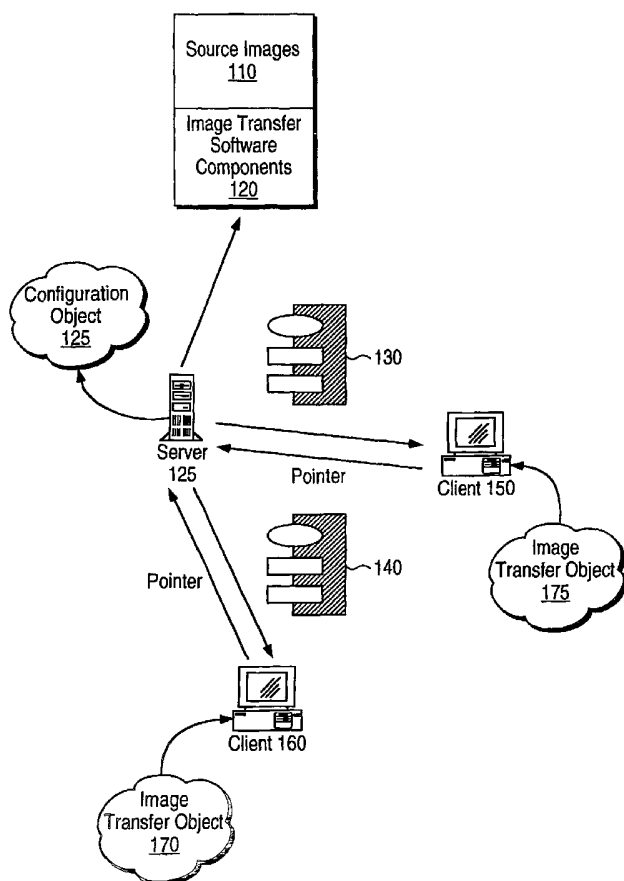 Source Images
110
Image Transfer
Software
Components
120
Configuration
Object
125
130
Server
125
Pointer
Client 150
Image
Transfer Object
175
Pointer
140
Client 160
Image
Transfer Object
170